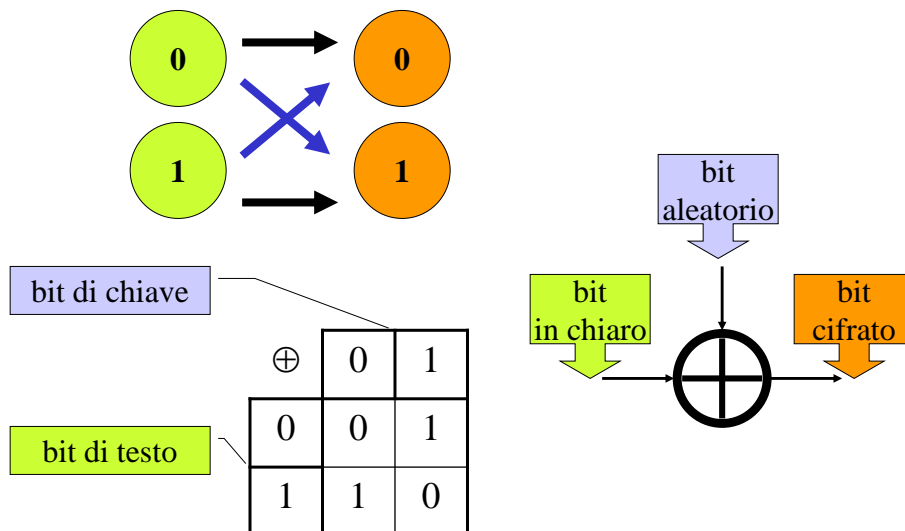 0 0
1 1
bit di chiave
⊕ 0 1
0 0 1
bit di testo
1 1 0
bit
aleatorio
bit
in chiaro
bit
cifrato